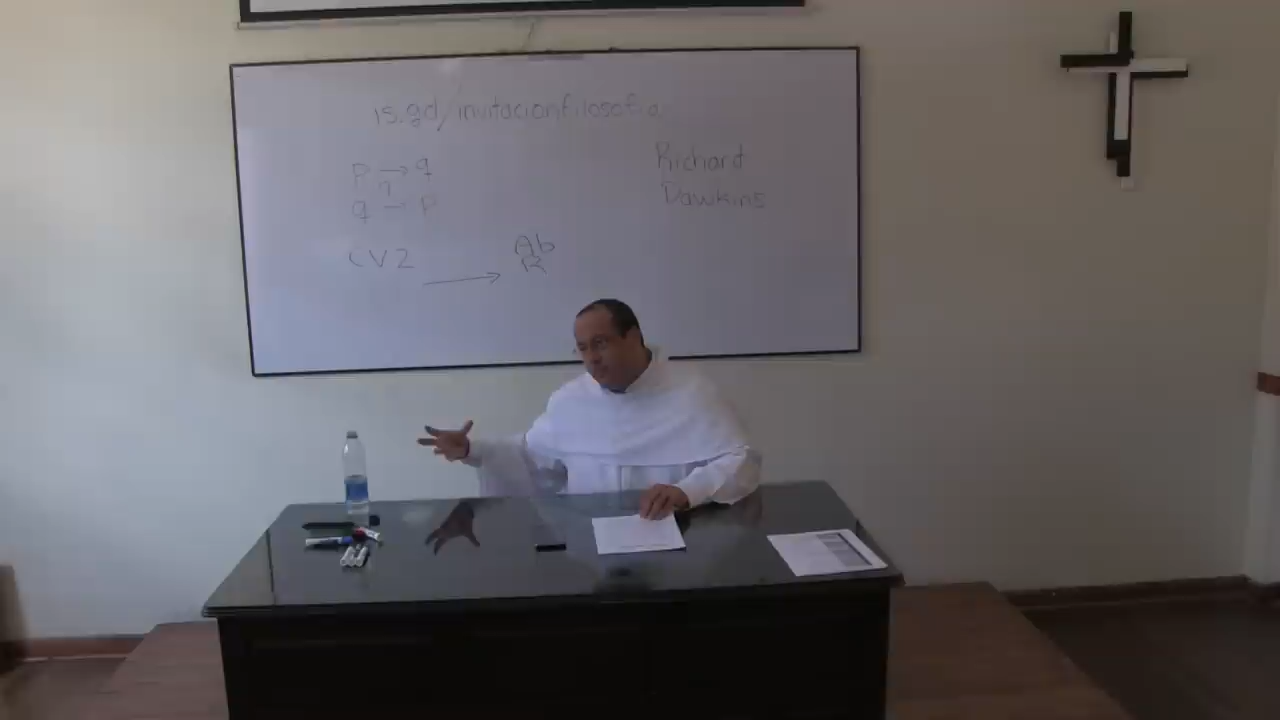 is.gd/invitacionfilosofia
p → q
?
q — p
Richard
Dawkins
CV2 → Ab
R